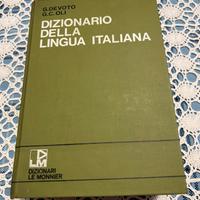 G. DEVOTO
G. C. OLI
DIZIONARIO
DELLA
LINGUA ITALIANA
DIZIONARI
LE MONNIER